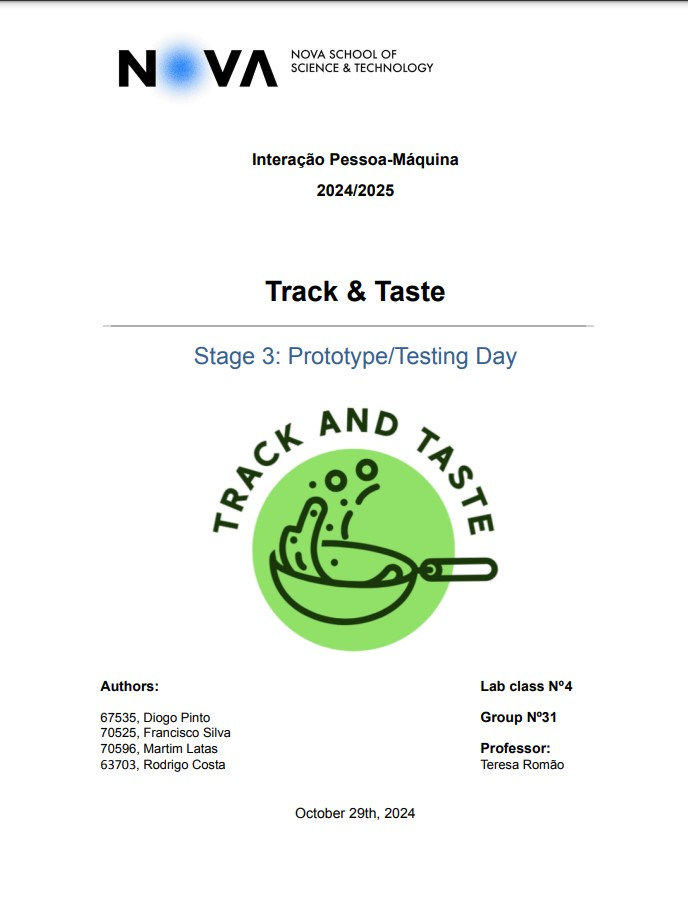 NOVA
NOVA SCHOOL OF
SCIENCE & TECHNOLOGY
Interação Pessoa-Máquina
2024/2025
Track & Taste
Stage 3: Prototype/Testing Day
TRACK AND TASTE
Authors:
67535, Diogo Pinto
70525, Francisco Silva
70596, Martim Latas
63703, Rodrigo Costa
Lab class Nº4
Group Nº31
Professor:
Teresa Romão
October 29th, 2024